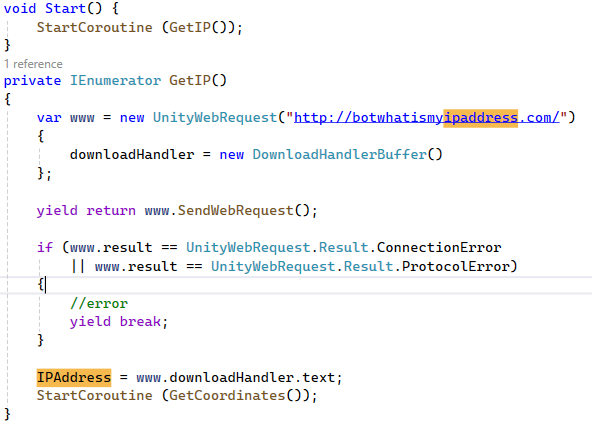 void Start() {
    StartCoroutine (GetIP());
}
1 reference
private IEnumerator GetIP()
{
    var www = new UnityWebRequest("http://botwhatismyipaddress.com/")
    {
        downloadHandler = new DownloadHandlerBuffer()
    };
    yield return www.SendWebRequest();
    if (www.result == UnityWebRequest.Result.ConnectionError
        || www.result == UnityWebRequest.Result.ProtocolError)
    {
        //error
        yield break;
    }
    IPAddress = www.downloadHandler.text;
    StartCoroutine (GetCoordinates());
}